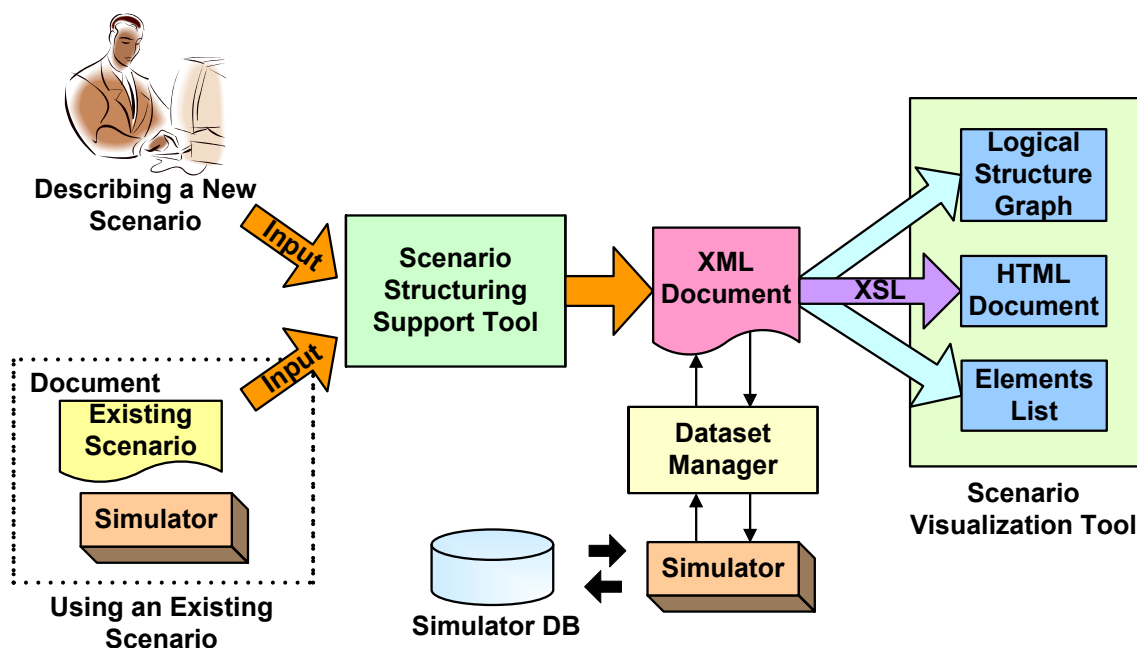 Describing a New
Scenario
Input
Input
Document
Existing
Scenario
Simulator
Using an Existing
Scenario
Scenario
Structuring
Support Tool
XML
Document
XSL
Dataset
Manager
Simulator
Simulator DB
Logical
Structure
Graph
HTML
Document
Elements
List
Scenario
Visualization Tool